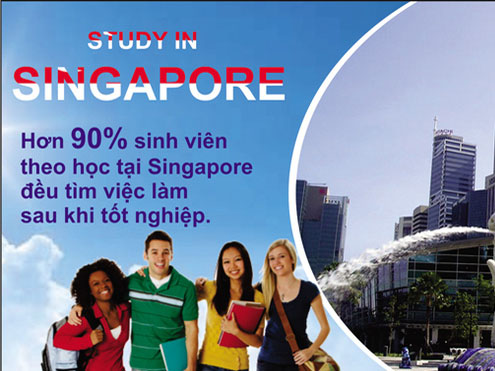 STUDY IN
SINGAPORE
Hơn 90% sinh viên
theo học tại Singapore
đều tìm việc làm
sau khi tốt nghiệp.